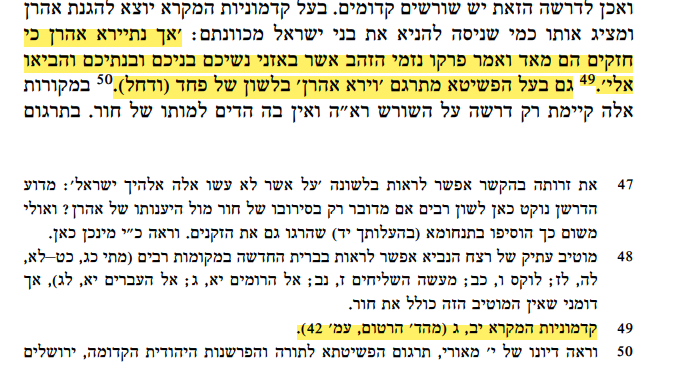 ואכן לדרשה הזאת יש שורשים קדומים. בעל קדמוניות המקרא יוצא להגנת אהרן
ומציג אותו כמי שניסה להניא את בני ישראל מכוונתם: ׳אך נתיירא אהרן כי
חזקים הם מאד ואמר פרקו נזמי הזהב אשר באזני נשיכם בניכם ובנתיכם והביאו
אלי׳.49 גם בעל הפשיטא מתרגם ׳וירא אהרן׳ בלשון של פחד (ודחל).50 במקורות
אלה קיימת רק דרשה על השורש רא״ה ואין בה הדים למותו של חור. בתרגום
47 את זרותה בהקשר אפשר לראות בלשונה ׳על אשר לא עשו אלה אלהיך ישראל׳: מדוע
הדרשן נוקט כאן לשון רבים אם מדובר רק בסירובו של חור מול היענותו של אהרן? ואולי
משום כך הוסיפו בתנחומא (בהעלותך יד) שהרגו גם את הזקנים. וראה כ״י מינכן כאן.
48 מוטיב עתיק של רצח הנביא אפשר לראות בברית החדשה במקומות רבים (מתי כג, כט–לא,
לה, לז; לוקס ו, כב; מעשה השליחים ז, נב; אל הרומים יא, ג; אל העברים יא, לג), אך
דומני שאין המוטיב הזה כולל את חור.
49 קדמוניות המקרא יב, ג (מהד׳ הרטום, עמ׳ 42).
50 וראה דיונו של י׳ מאורי, תרגום הפשיטתא לתורה והפרשנות היהודית הקדומה, ירושלים